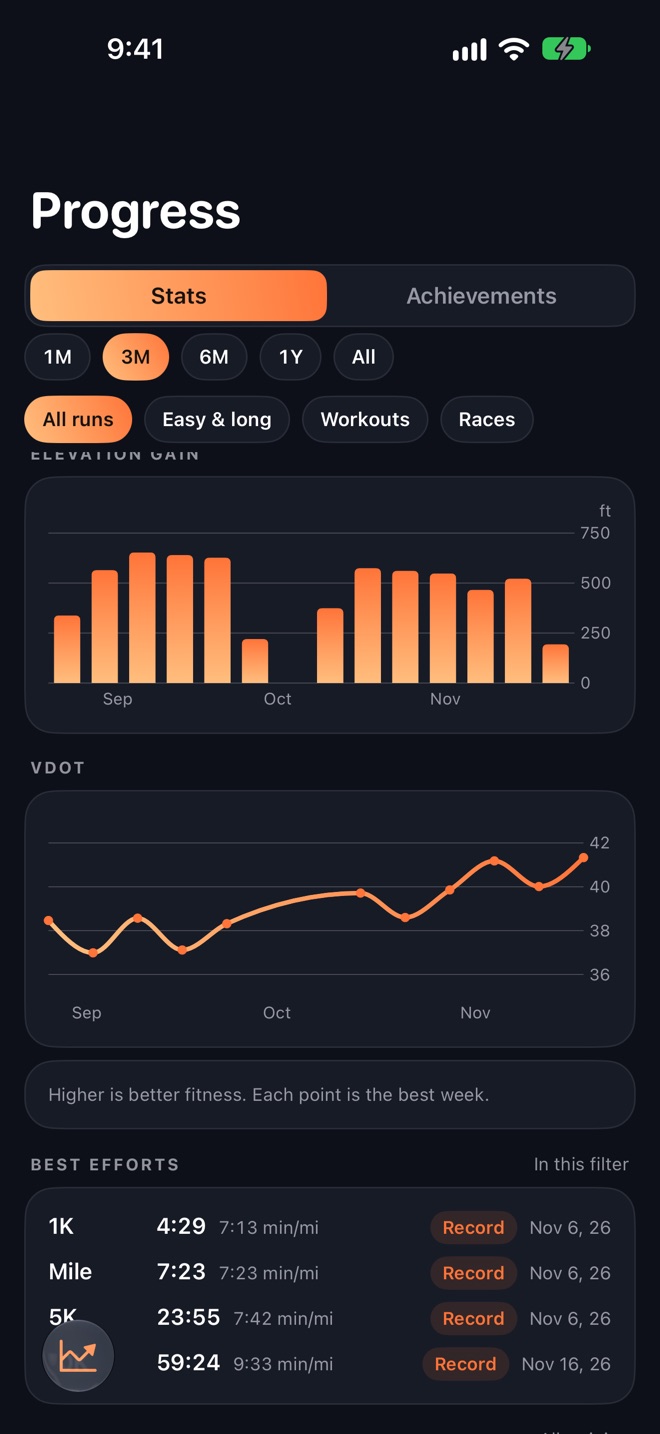 9:41
Progress
Stats Achievements
1M 3M 6M 1Y All
All runs Easy & long Workouts Races
ELEVATION GAIN
ft
750
500
250
0
Sep Oct Nov
VDOT
42
40
38
36
Sep Oct Nov
Higher is better fitness. Each point is the best week.
BEST EFFORTS In this filter
1K 4:29 7:13 min/mi Record Nov 6, 26
Mile 7:23 7:23 min/mi Record Nov 6, 26
5K 23:55 7:42 min/mi Record Nov 6, 26
59:24 9:33 min/mi Record Nov 16, 26